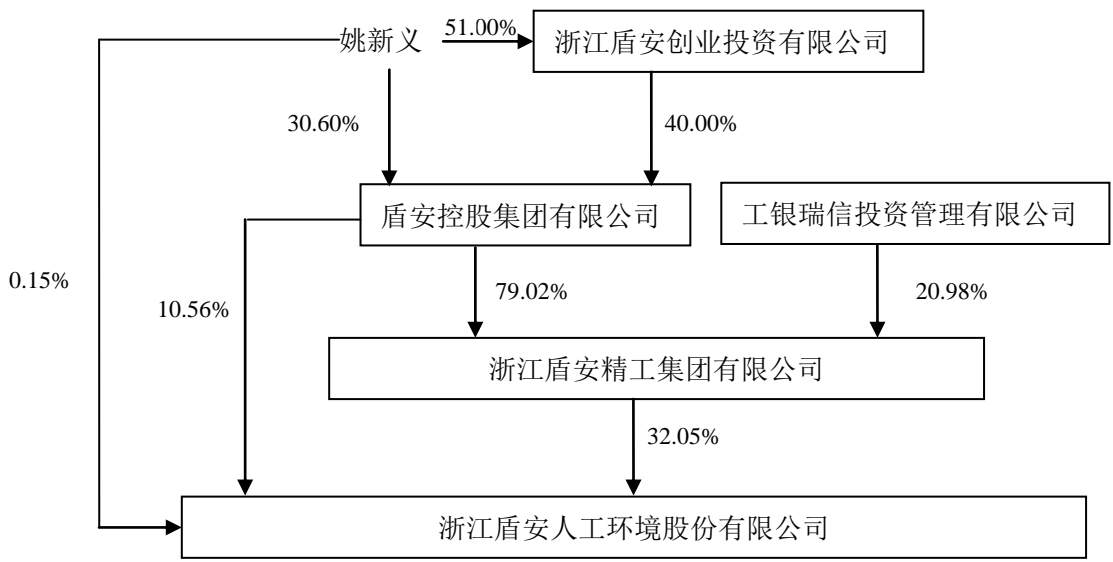 姚新义
51.00%
浙江盾安创业投资有限公司
30.60%
40.00%
盾安控股集团有限公司
工银瑞信投资管理有限公司
0.15%
10.56%
79.02%
20.98%
浙江盾安精工集团有限公司
32.05%
浙江盾安人工环境股份有限公司